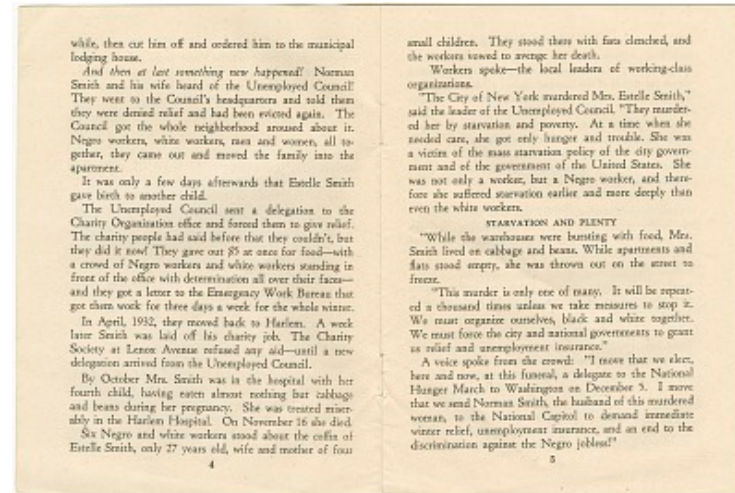 while, then cut him off and ordered him to the municipal
lodging house.
And then at last something new happened! Norman
Smith and his wife heard of the Unemployed Council!
They went to the Council's headquarters and told them
they were denied relief and had been evicted again. The
Council got the whole neighborhood aroused about it.
Negro workers, white workers, men and women, all to-
gether, they came out and moved the family into the
apartment.
It was only a few days afterwards that Estelle Smith
gave birth to another child.
The Unemployed Council sent a delegation to the
Charity Organization office and forced them to give relief.
The charity people had said before that they couldn't, but
they did it now! They gave out $5 at once for food—with
a crowd of Negro workers and white workers standing in
front of the office with determination all over their faces—
and they got a letter to the Emergency Work Bureau that
got them work for three days a week for the whole winter.
In April, 1932, they moved back to Harlem. A week
later Smith was laid off his charity job. The Charity
Society at Lenox Avenue refused any aid—until a new
delegation arrived from the Unemployed Council.
By October Mrs. Smith was in the hospital with her
fourth child, having eaten almost nothing but cabbage
and beans during her pregnancy. She was treated miser-
ably in the Harlem Hospital. On November 16 she died.
Six Negro and white workers stood about the coffin of
Estelle Smith, only 27 years old, wife and mother of four
4
small children. They stood there with fists clenched, and
the workers vowed to avenge her death.
Workers spoke—the local leaders of working-class
organizations.
"The City of New York murdered Mrs. Estelle Smith,"
said the leader of the Unemployed Council. "They murder-
ed her by starvation and poverty. At a time when she
needed care, she got only hunger and trouble. She was
a victim of the mass starvation policy of the city govern-
ment and of the government of the United States. She
was not only a worker, but a Negro worker, and there-
fore she suffered starvation earlier and more deeply than
even the white workers.
STARVATION AND PLENTY
"While the warehouses were bursting with food, Mrs.
Smith lived on cabbage and beans. While apartments and
flats stood empty, she was thrown out on the street to
freeze.
"This murder is only one of many. It will be repeat-
ed a thousand times unless we take measures to stop it.
We must organize ourselves, black and white together.
We must force the city and national governments to grant
us relief and unemployment insurance."
A voice spoke from the crowd: "I move that we elect,
here and now, at this funeral, a delegate to the National
Hunger March to Washington on December 5. I move
that we send Norman Smith, the husband of this murdered
woman, to the National Capitol to demand immediate
winter relief, unemployment insurance, and an end to the
discrimination against the Negro jobless!"
5